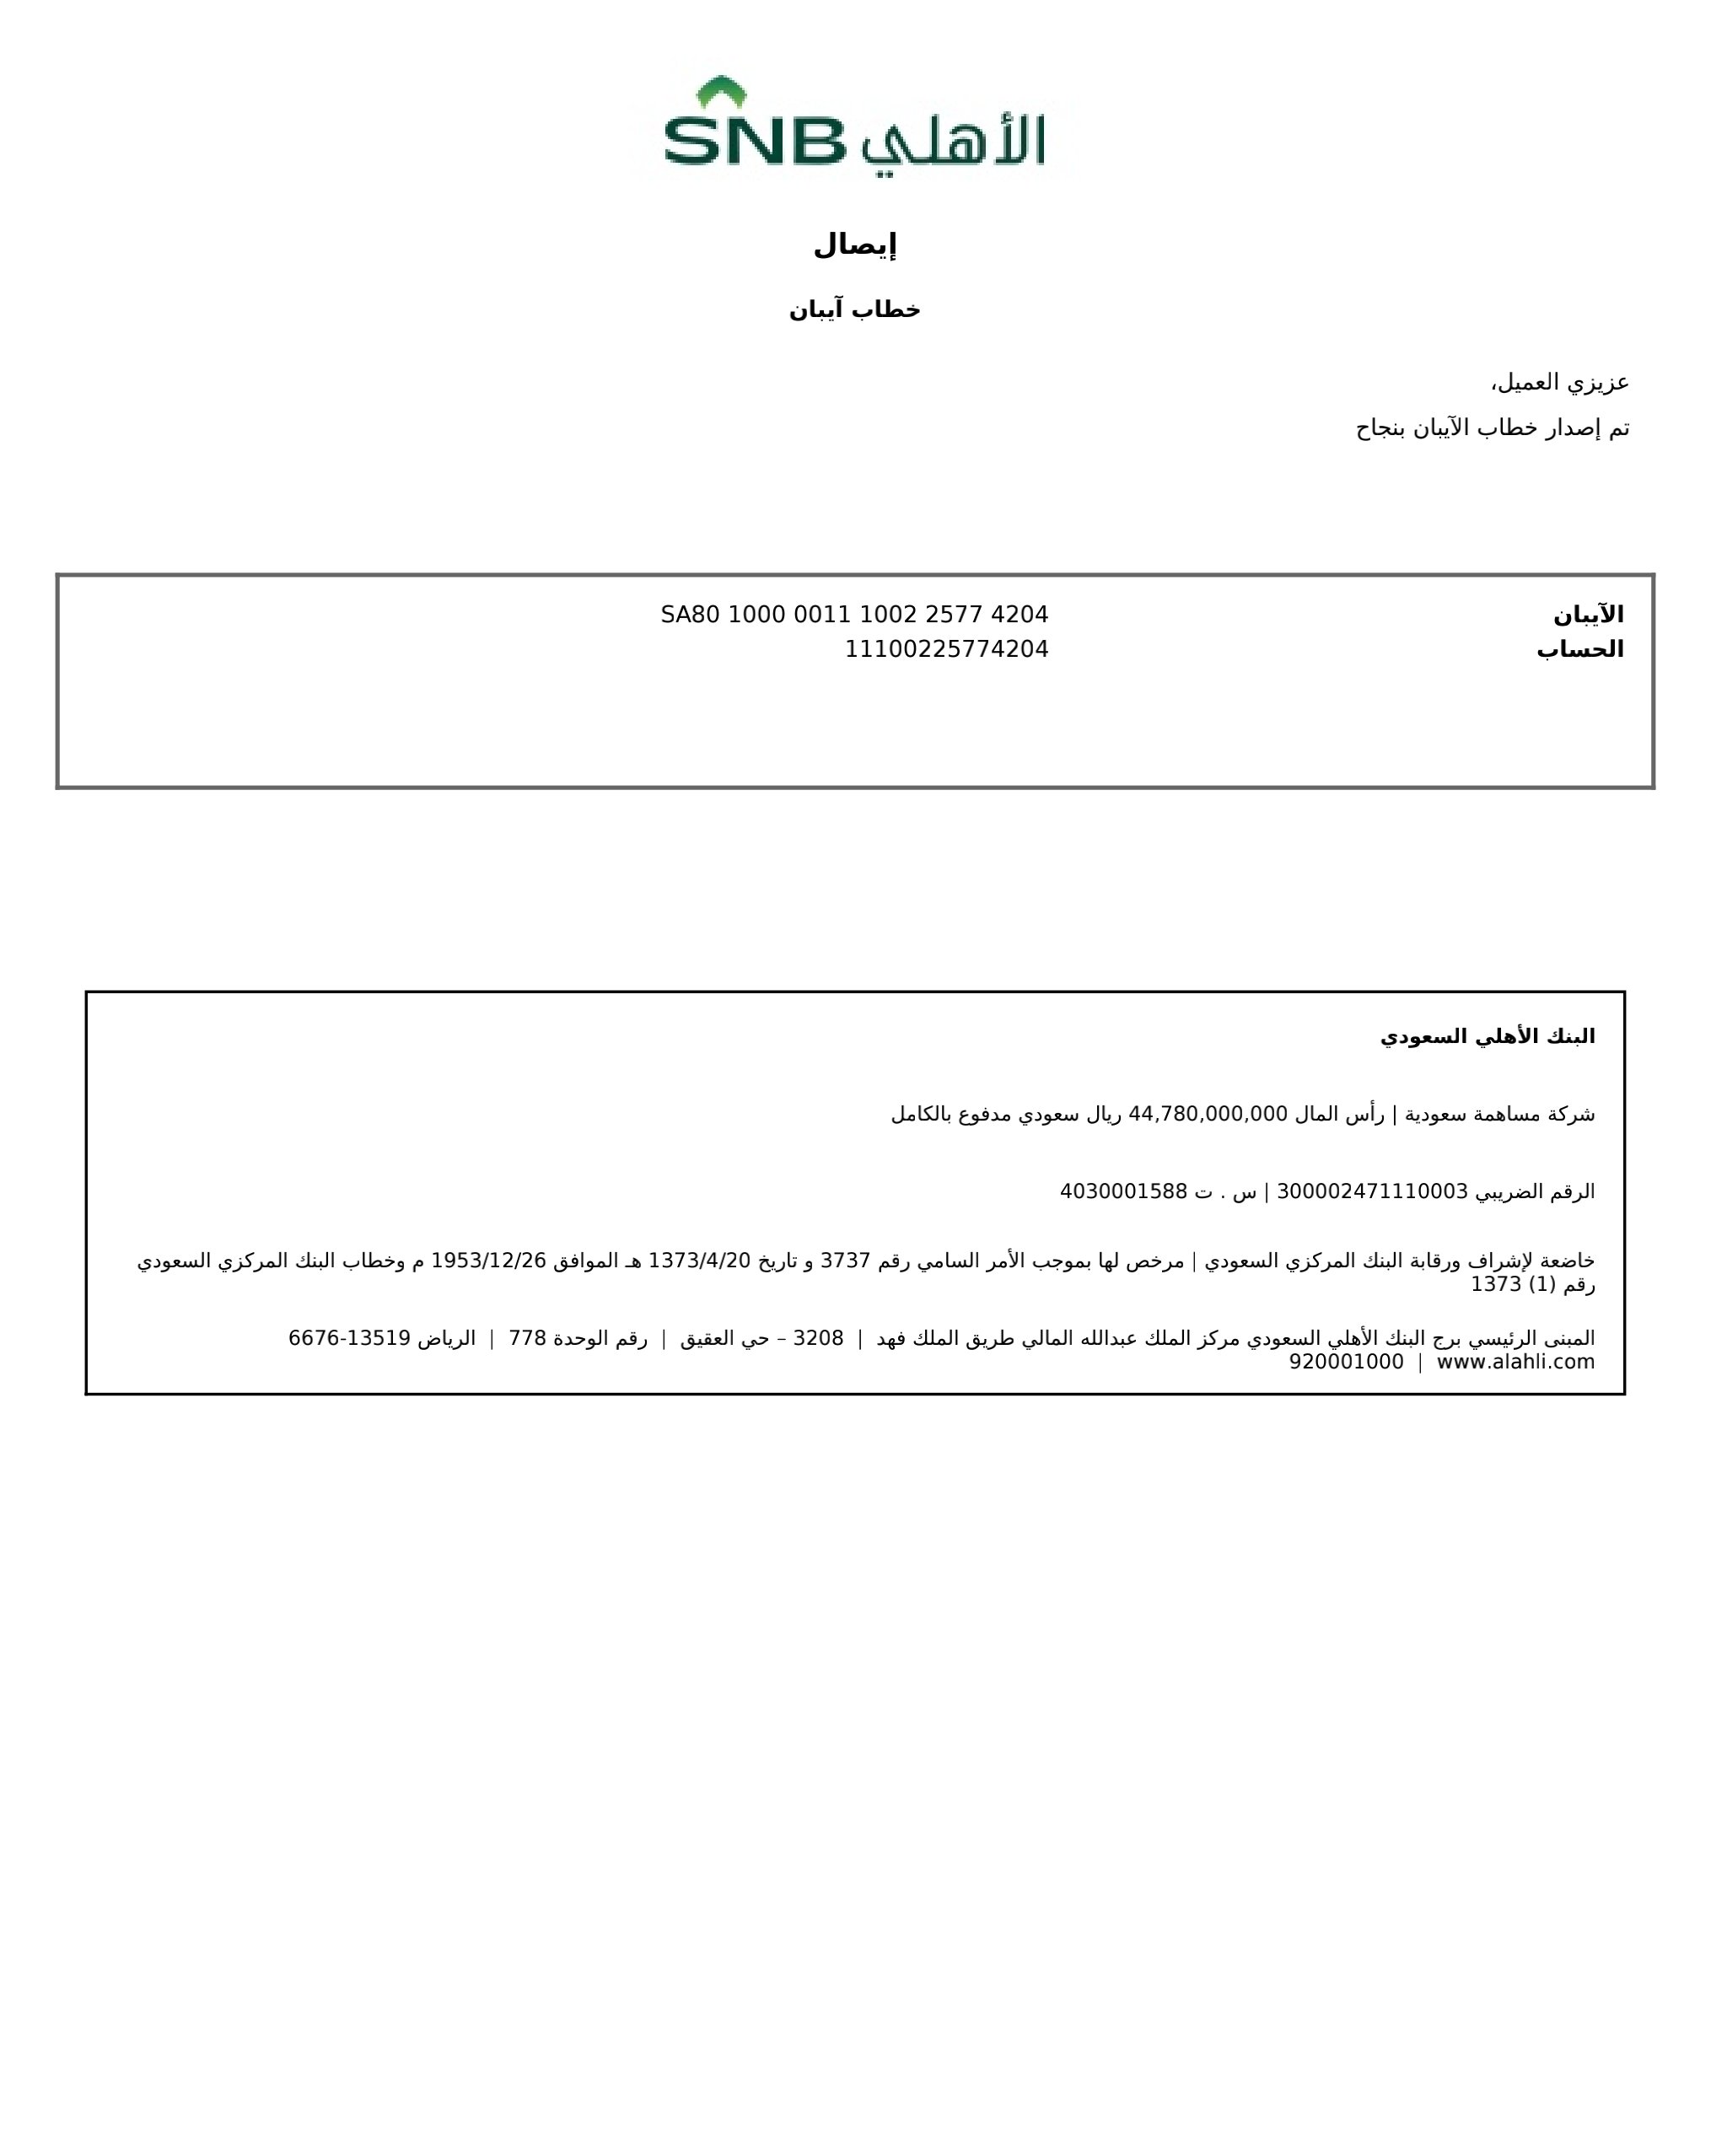 SNB الأهلي
إيصال
خطاب آيبان
عزيزي العميل،
تم إصدار خطاب الآيبان بنجاح
الآيبان SA80 1000 0011 1002 2577 4204
الحساب 11100225774204
البنك الأهلي السعودي
شركة مساهمة سعودية | رأس المال 44,780,000,000 ريال سعودي مدفوع بالكامل
الرقم الضريبي 300002471110003 | س . ت 4030001588
خاضعة لإشراف ورقابة البنك المركزي السعودي | مرخص لها بموجب الأمر السامي رقم 3737 و تاريخ 1373/4/20 هـ الموافق 1953/12/26 م وخطاب البنك المركزي السعودي
رقم (1) 1373
المبنى الرئيسي برج البنك الأهلي السعودي مركز الملك عبدالله المالي طريق الملك فهد | 3208 – حي العقيق | رقم الوحدة 778 | الرياض 13519-6676
www.alahli.com | 920001000